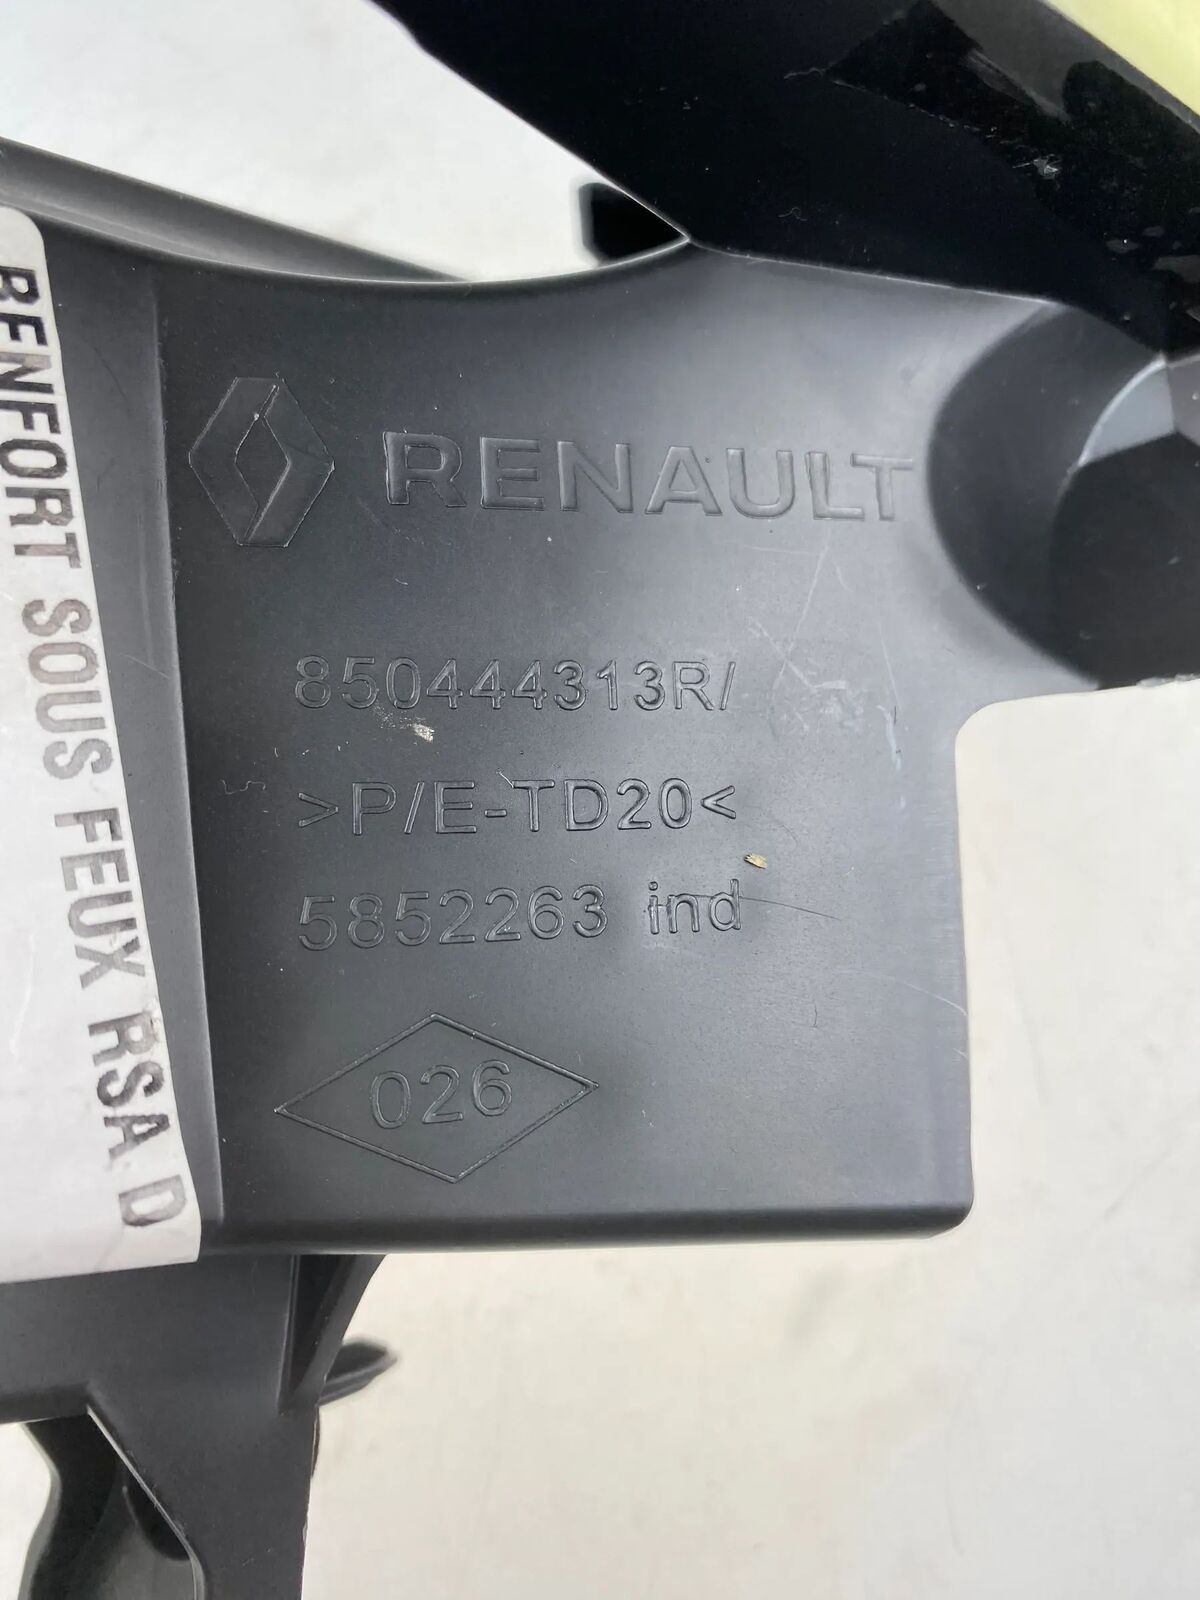 RENFORT SOUS FEUX RSA D
RENAULT
850444313R/
>P/E-TD20<
5852263 ind
026